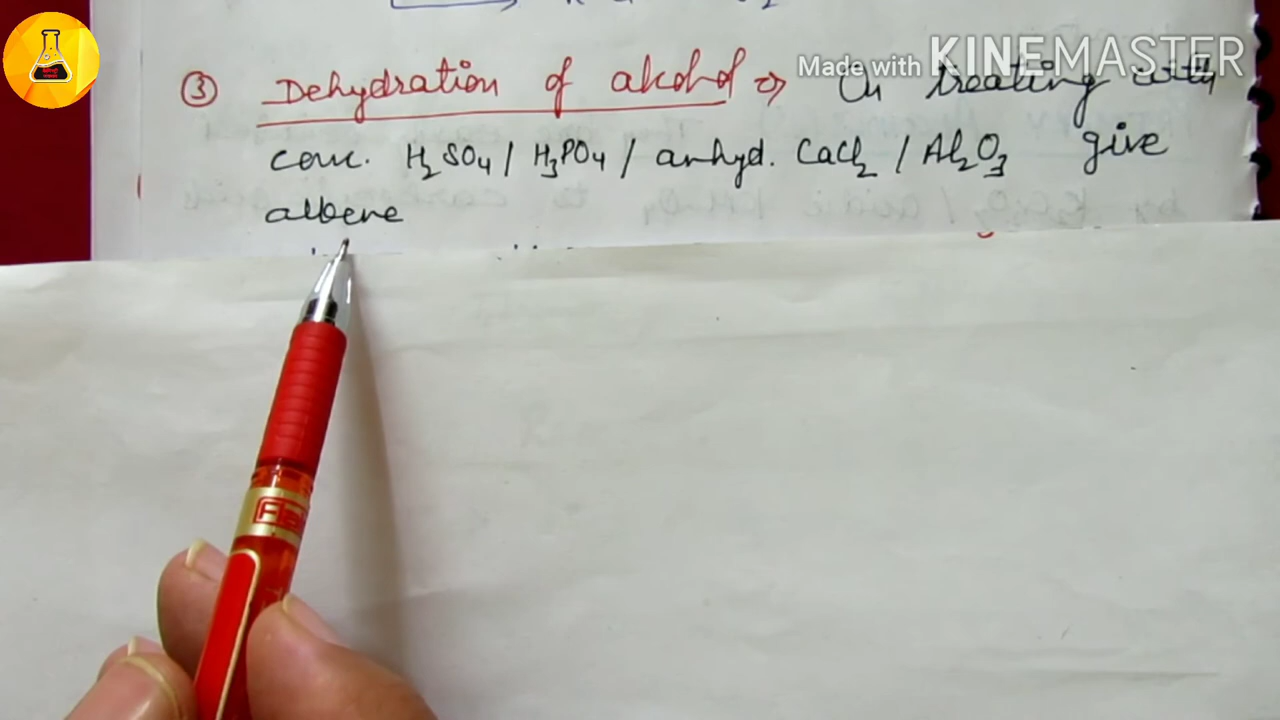 Made with KINEMASTER
③ Dehydration of alcohol ⇒ On treating with
conc. H₂SO₄ / H₃PO₄ / anhyd. CaCl₂ / Al₂O₃ give
alkene